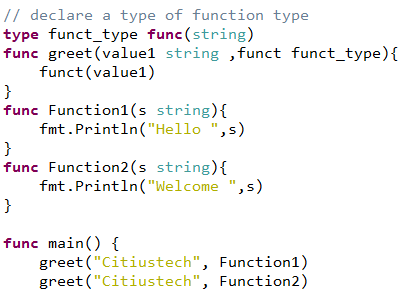 // declare a type of function type
type funct_type func(string)
func greet(value1 string ,funct funct_type){
    funct(value1)
}
func Function1(s string){
    fmt.Println("Hello ",s)
}
func Function2(s string){
    fmt.Println("Welcome ",s)
}

func main() {
    greet("Citiustech", Function1)
    greet("Citiustech", Function2)